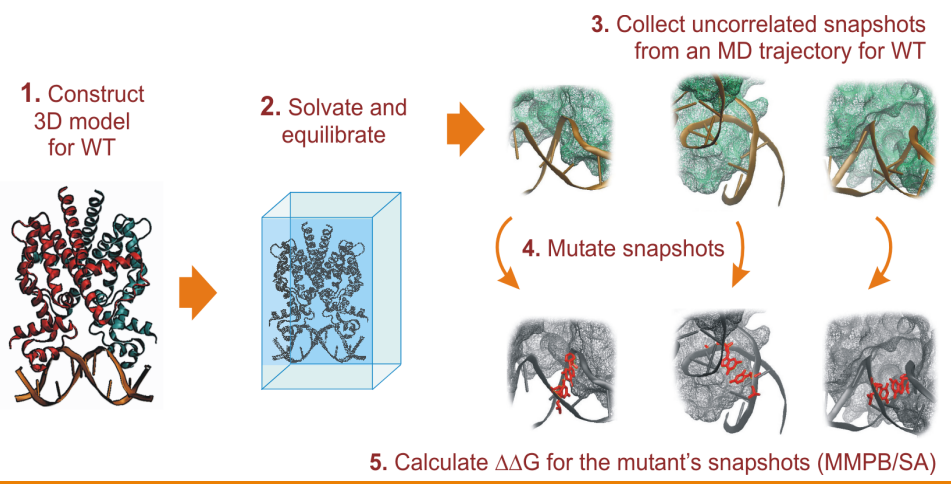 1. Construct
3D model
for WT
2. Solvate and
equilibrate
3. Collect uncorrelated snapshots
from an MD trajectory for WT
4. Mutate snapshots
5. Calculate ΔΔG for the mutant's snapshots (MMPB/SA)